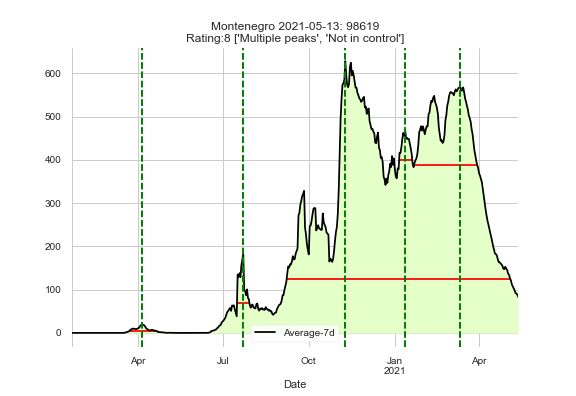 Montenegro 2021-05-13: 98619
Rating:8 ['Multiple peaks', 'Not in control']
600
500
400
300
200
100
0
Average-7d
Apr
Jul
Oct
Jan
2021
Apr
Date